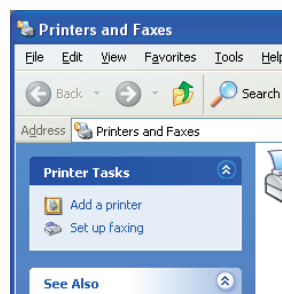 Printers and Faxes
File Edit View Favorites Tools Help
Back Search
Address Printers and Faxes
Printer Tasks
Add a printer
Set up faxing
See Also